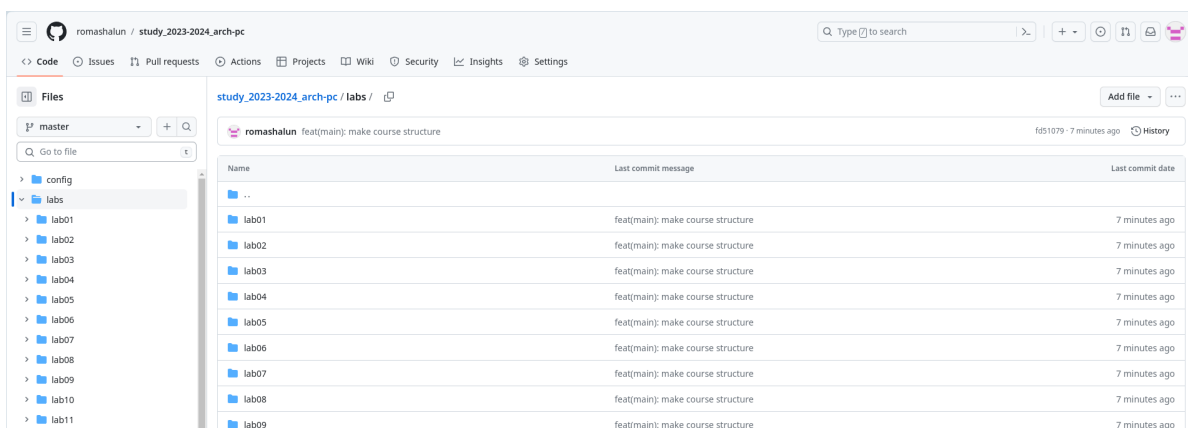 romashalun / study_2023-2024_arch-pc
Type / to search
Code Issues Pull requests Actions Projects Wiki Security Insights Settings
Files
master
Go to file t
config
labs
lab01
lab02
lab03
lab04
lab05
lab06
lab07
lab08
lab09
lab10
lab11
study_2023-2024_arch-pc / labs /
Add file
romashalun feat(main): make course structure fd51079 · 7 minutes ago History
Name Last commit message Last commit date
..
lab01 feat(main): make course structure 7 minutes ago
lab02 feat(main): make course structure 7 minutes ago
lab03 feat(main): make course structure 7 minutes ago
lab04 feat(main): make course structure 7 minutes ago
lab05 feat(main): make course structure 7 minutes ago
lab06 feat(main): make course structure 7 minutes ago
lab07 feat(main): make course structure 7 minutes ago
lab08 feat(main): make course structure 7 minutes ago
lab09 feat(main): make course structure 7 minutes ago